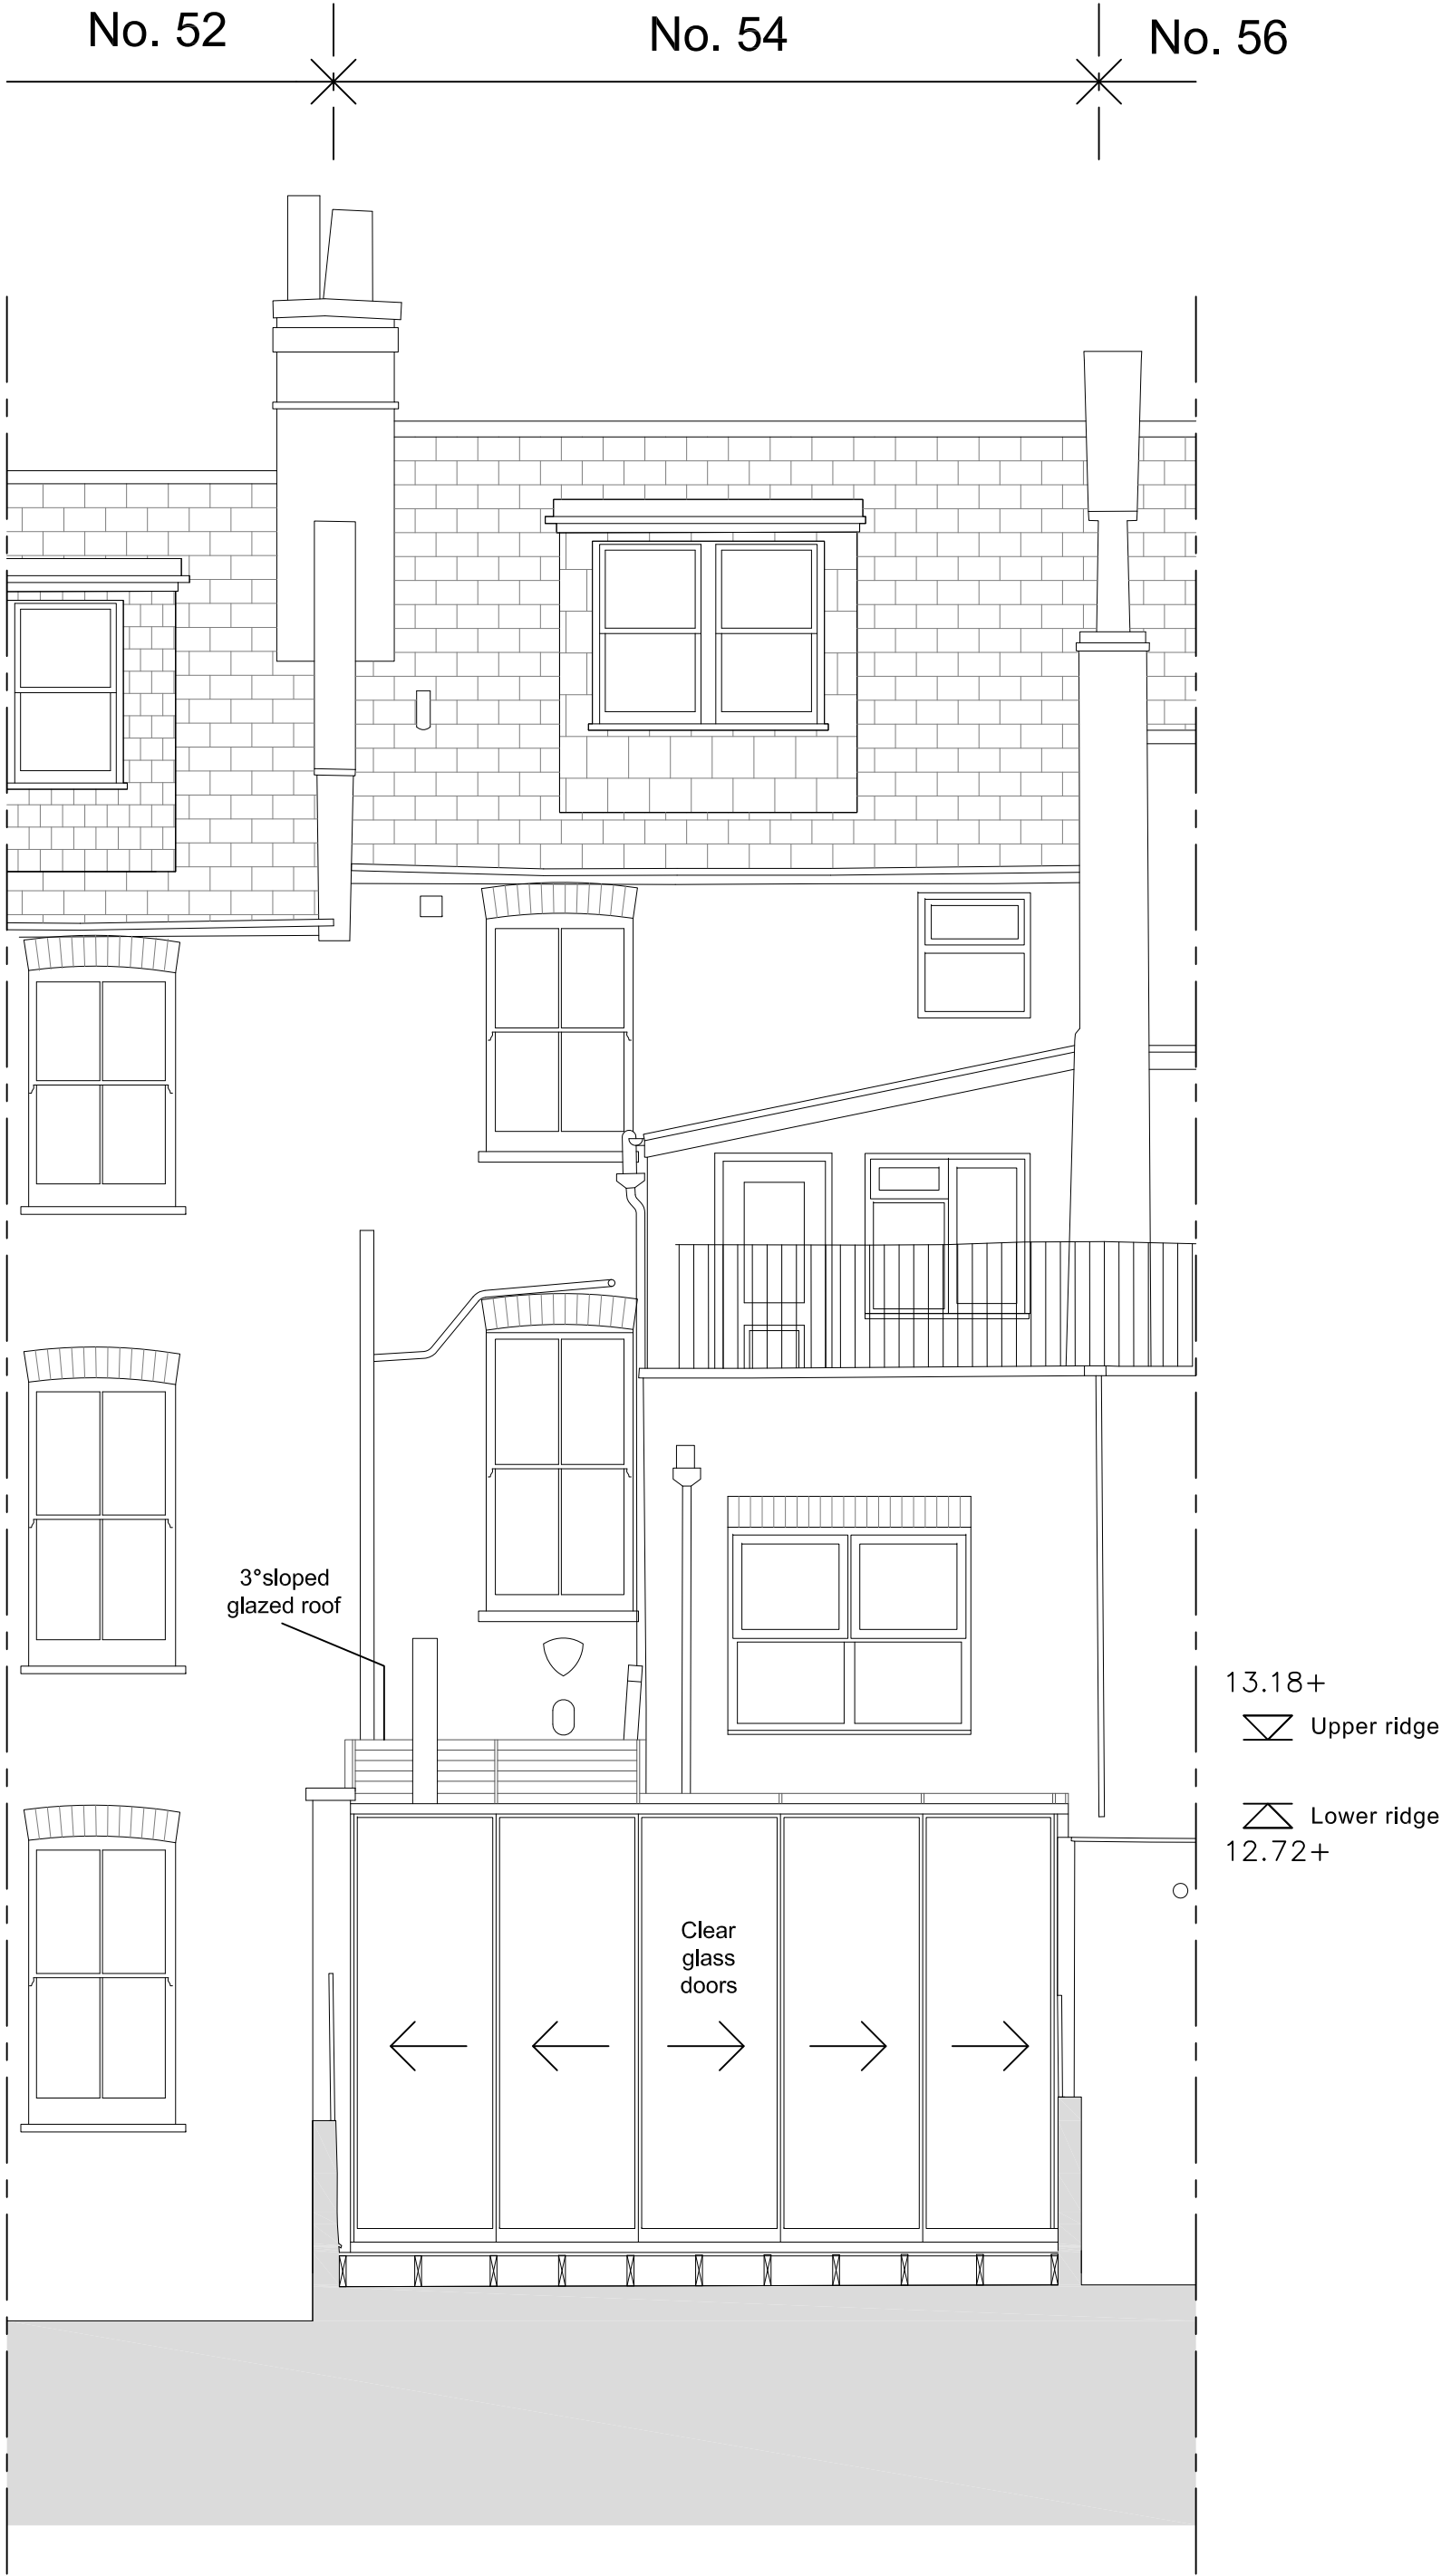 No. 52
No. 54
No. 56
3°sloped
glazed roof
13.18+
Upper ridge
Lower ridge
12.72+
Clear
glass
doors